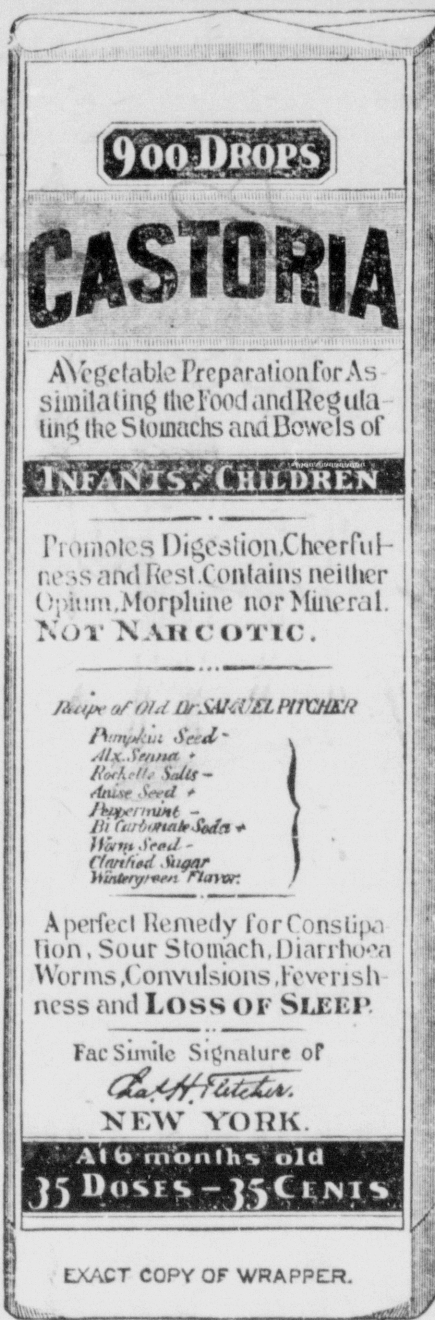 900 DROPS
CASTORIA
A Vegetable Preparation for As-
similating the Food and Regula-
ting the Stomachs and Bowels of
INFANTS & CHILDREN
Promotes Digestion, Cheerful-
ness and Rest. Contains neither
Opium, Morphine nor Mineral.
NOT NARCOTIC.
Recipe of Old Dr SAMUEL PITCHER
Pumpkin Seed -
Alx. Senna +
Rochelle Salts -
Anise Seed +
Peppermint -
Bi Carbonate Soda +
Worm Seed -
Clarified Sugar
Wintergreen Flavor.
A perfect Remedy for Constipa-
tion, Sour Stomach, Diarrhoea
Worms, Convulsions, Feverish-
ness and LOSS OF SLEEP.
Fac Simile Signature of
Chas. H. Fletcher.
NEW YORK.
At 6 months old
35 DOSES - 35 CENTS
EXACT COPY OF WRAPPER.